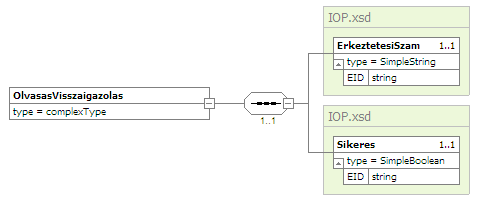 IOP.xsd
ErkeztetesiSzam 1..1
type = SimpleString
EID string
OlvasasVisszaigazolas
type = complexType
1..1
IOP.xsd
Sikeres 1..1
type = SimpleBoolean
EID string